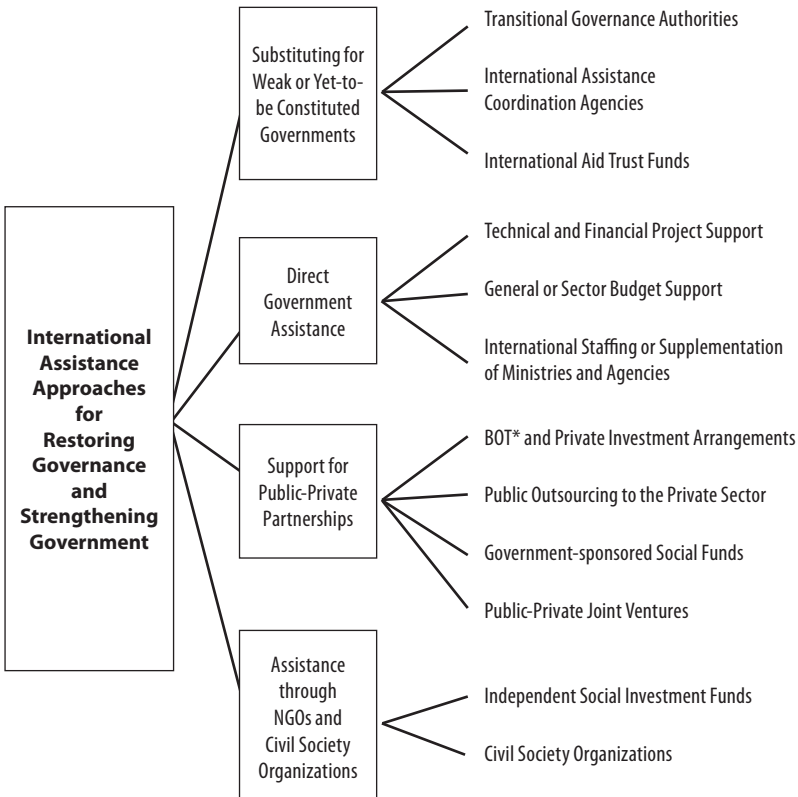 International
Assistance
Approaches
for
Restoring
Governance
and
Strengthening
Government
Substituting for
Weak or Yet-to-
be Constituted
Governments
Transitional Governance Authorities
International Assistance
Coordination Agencies
International Aid Trust Funds
Direct
Government
Assistance
Technical and Financial Project Support
General or Sector Budget Support
International Staffing or Supplementation
of Ministries and Agencies
Support for
Public-Private
Partnerships
BOT* and Private Investment Arrangements
Public Outsourcing to the Private Sector
Government-sponsored Social Funds
Public-Private Joint Ventures
Assistance
through
NGOs and
Civil Society
Organizations
Independent Social Investment Funds
Civil Society Organizations